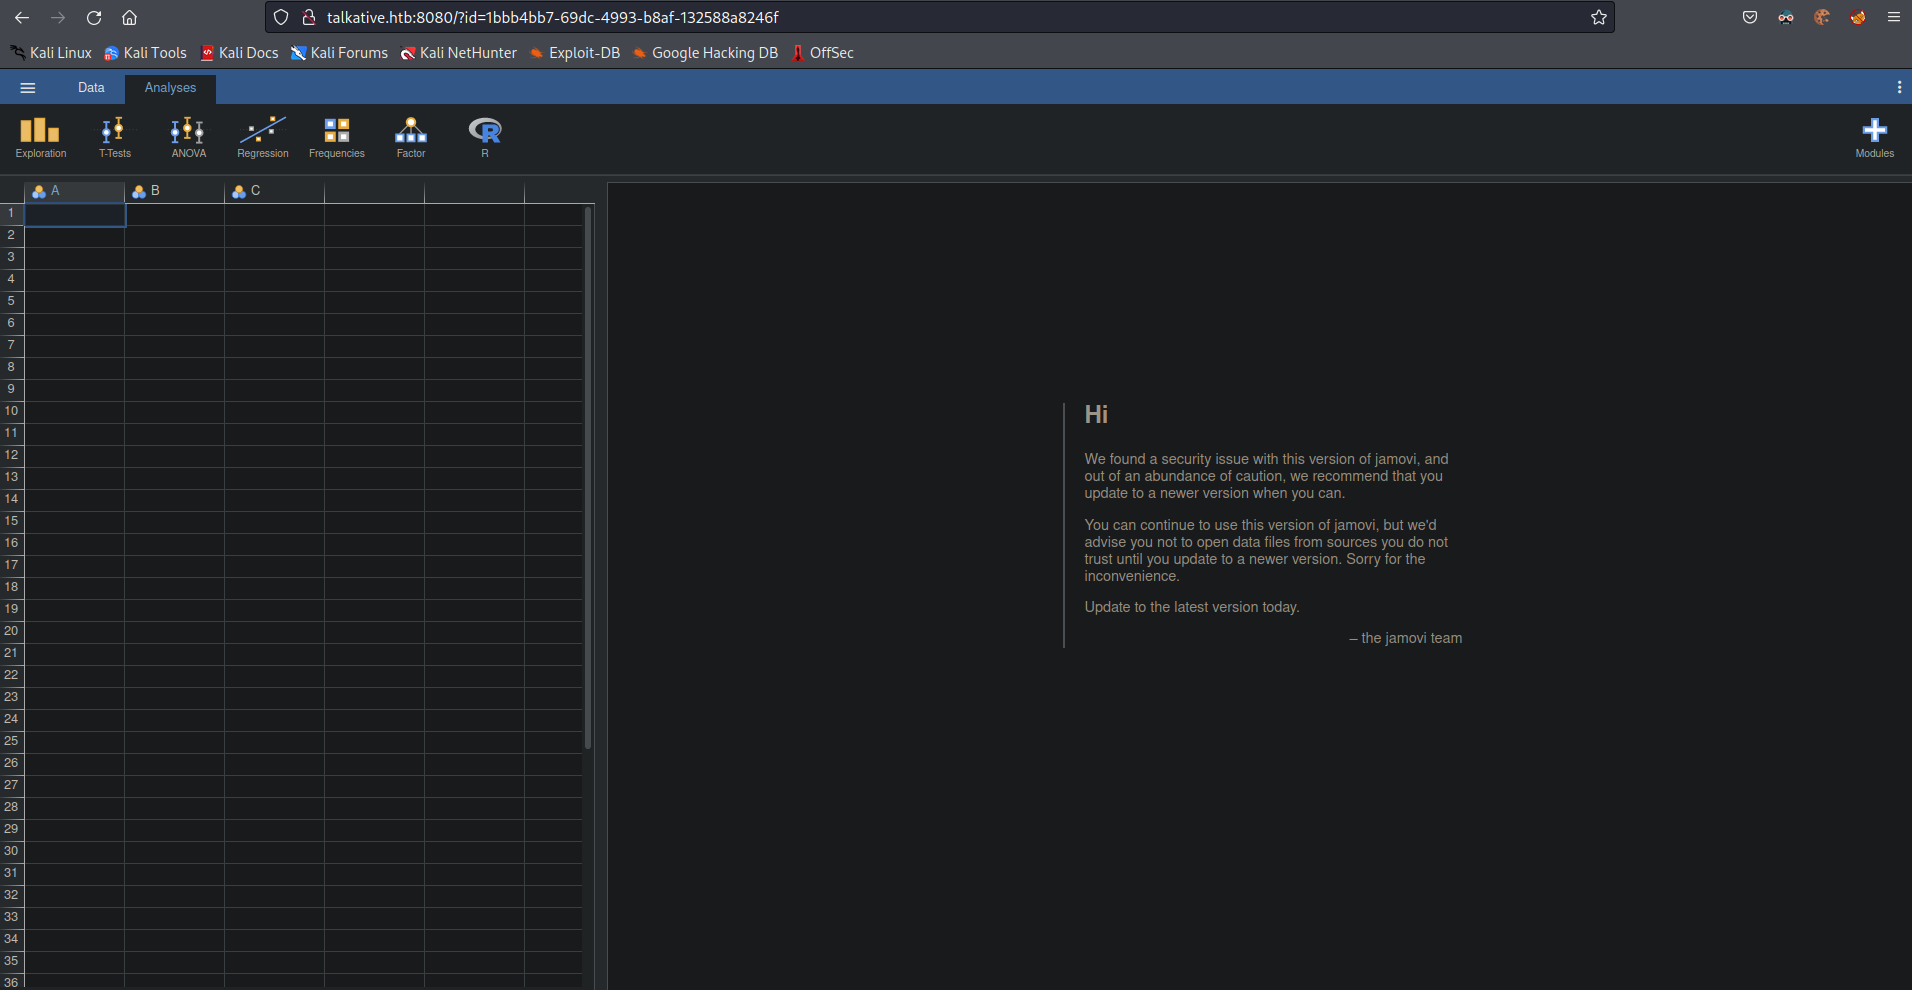 talkative.htb:8080/?id=1bbb4bb7-69dc-4993-b8af-132588a8246f
Kali Linux Kali Tools Kali Docs Kali Forums Kali NetHunter Exploit-DB Google Hacking DB OffSec
Data Analyses
Exploration T-Tests ANOVA Regression Frequencies Factor R Modules
A B C
1
2
3
4
5
6
7
8
9
10
11
12
13
14
15
16
17
18
19
20
21
22
23
24
25
26
27
28
29
30
31
32
33
34
35
36
Hi
We found a security issue with this version of jamovi, and
out of an abundance of caution, we recommend that you
update to a newer version when you can.
You can continue to use this version of jamovi, but we'd
advise you not to open data files from sources you do not
trust until you update to a newer version. Sorry for the
inconvenience.
Update to the latest version today.
– the jamovi team